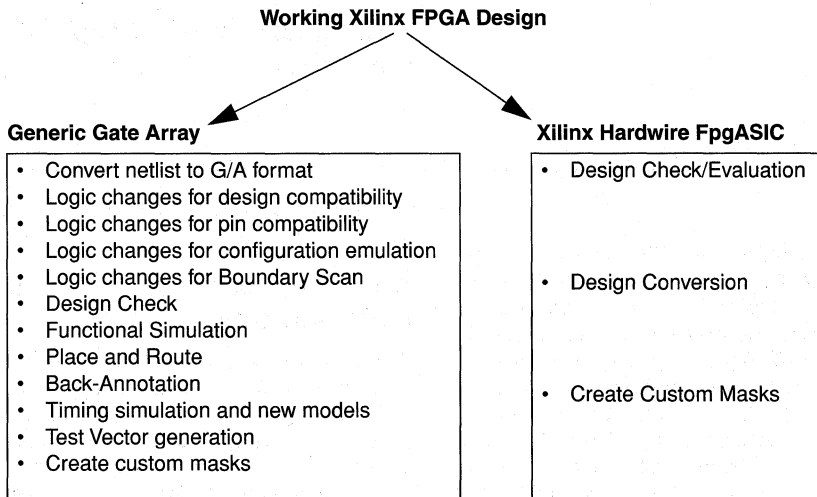 Working Xilinx FPGA Design
Generic Gate Array
• Convert netlist to G/A format
• Logic changes for design compatibility
• Logic changes for pin compatibility
• Logic changes for configuration emulation
• Logic changes for Boundary Scan
• Design Check
• Functional Simulation
• Place and Route
• Back-Annotation
• Timing simulation and new models
• Test Vector generation
• Create custom masks
Xilinx Hardwire FpgASIC
• Design Check/Evaluation
• Design Conversion
• Create Custom Masks